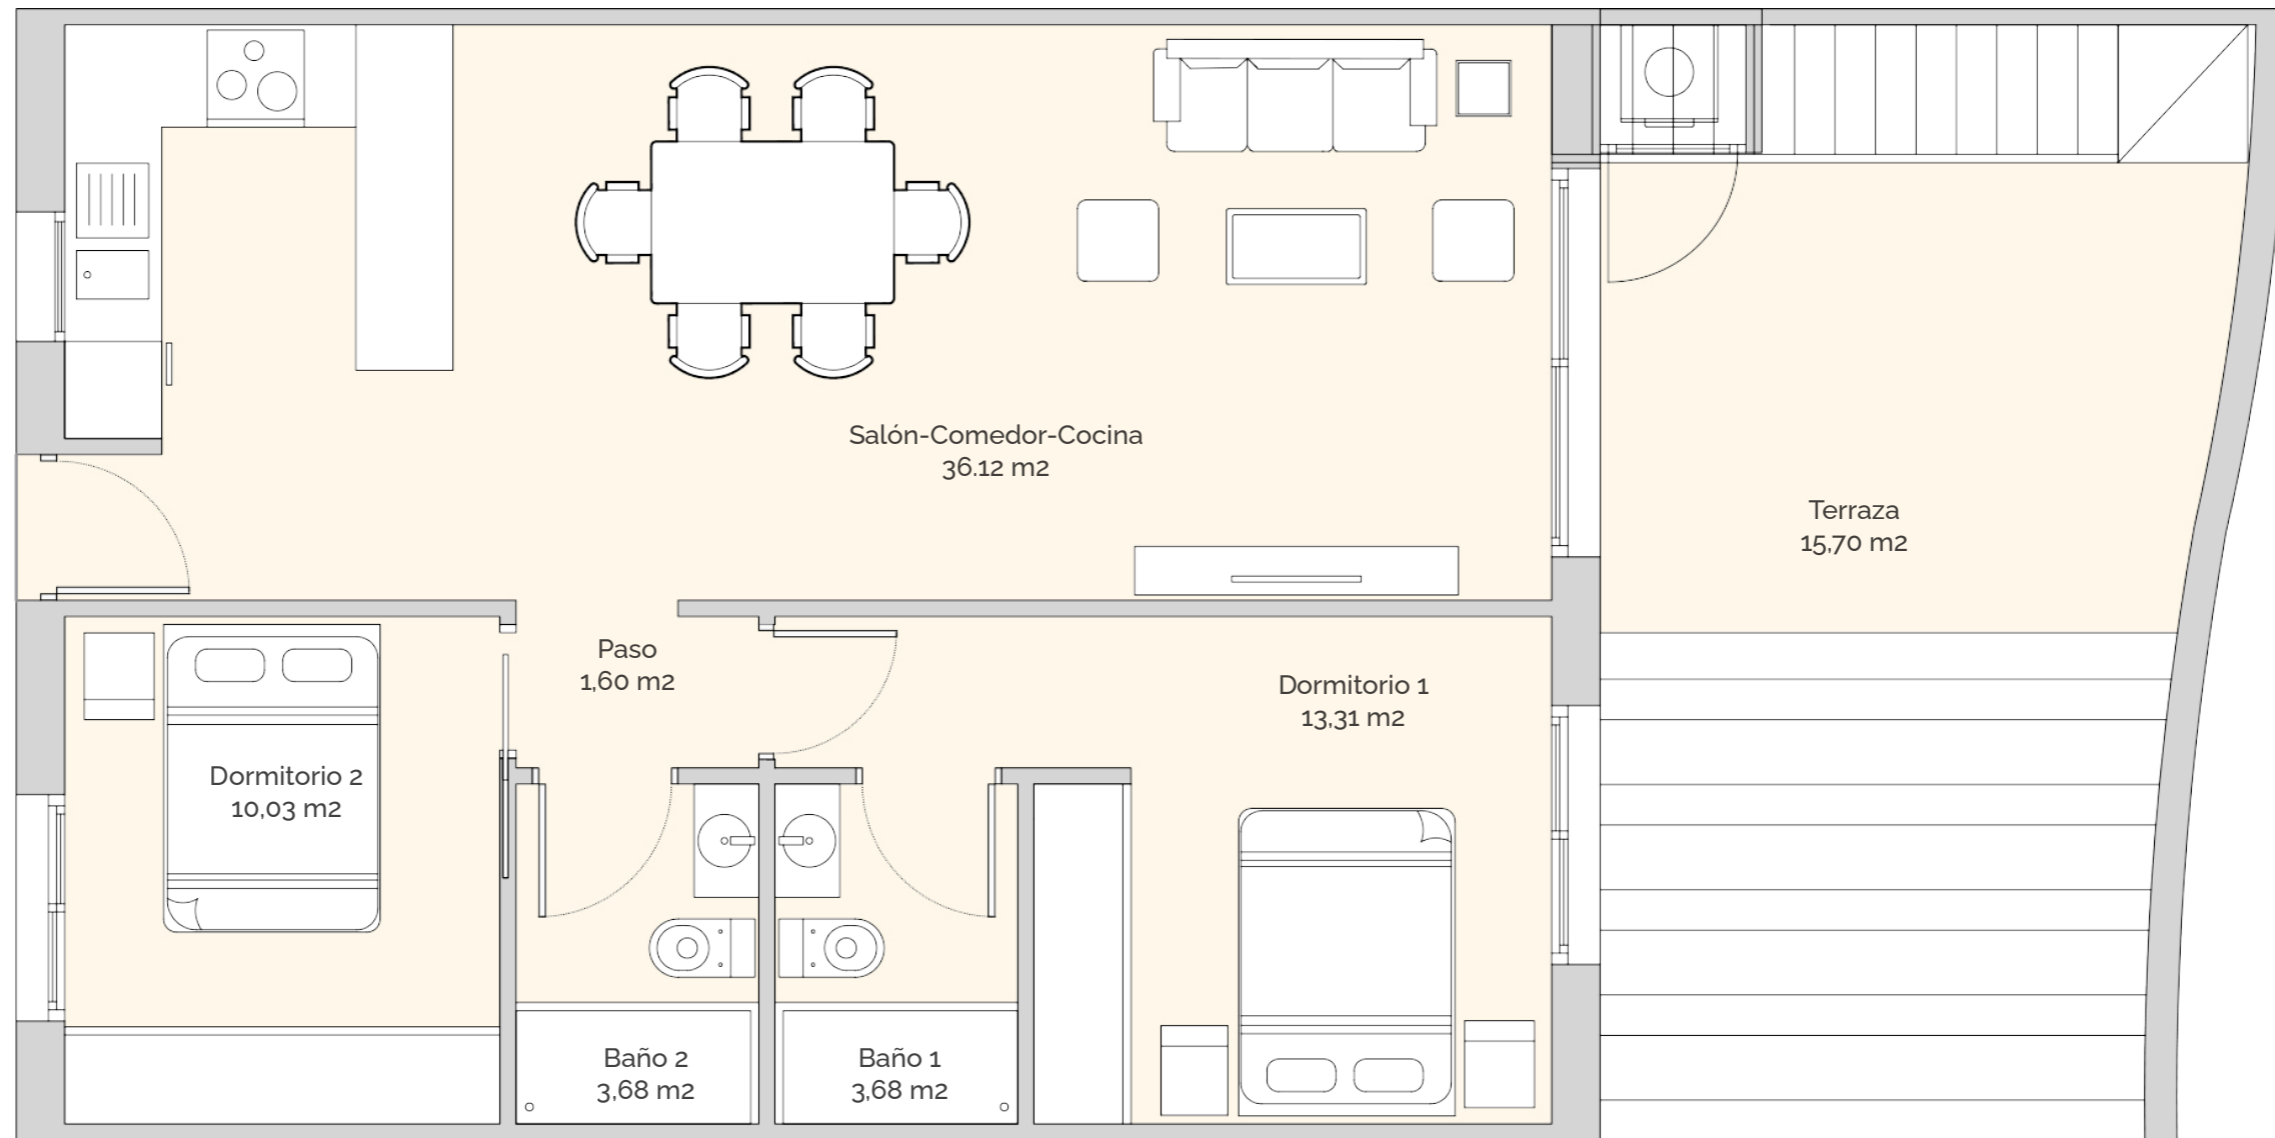 Salón-Comedor-Cocina
36.12 m2
Terraza
15,70 m2
Paso
1,60 m2
Dormitorio 1
13,31 m2
Dormitorio 2
10,03 m2
Baño 2
3,68 m2
Baño 1
3,68 m2